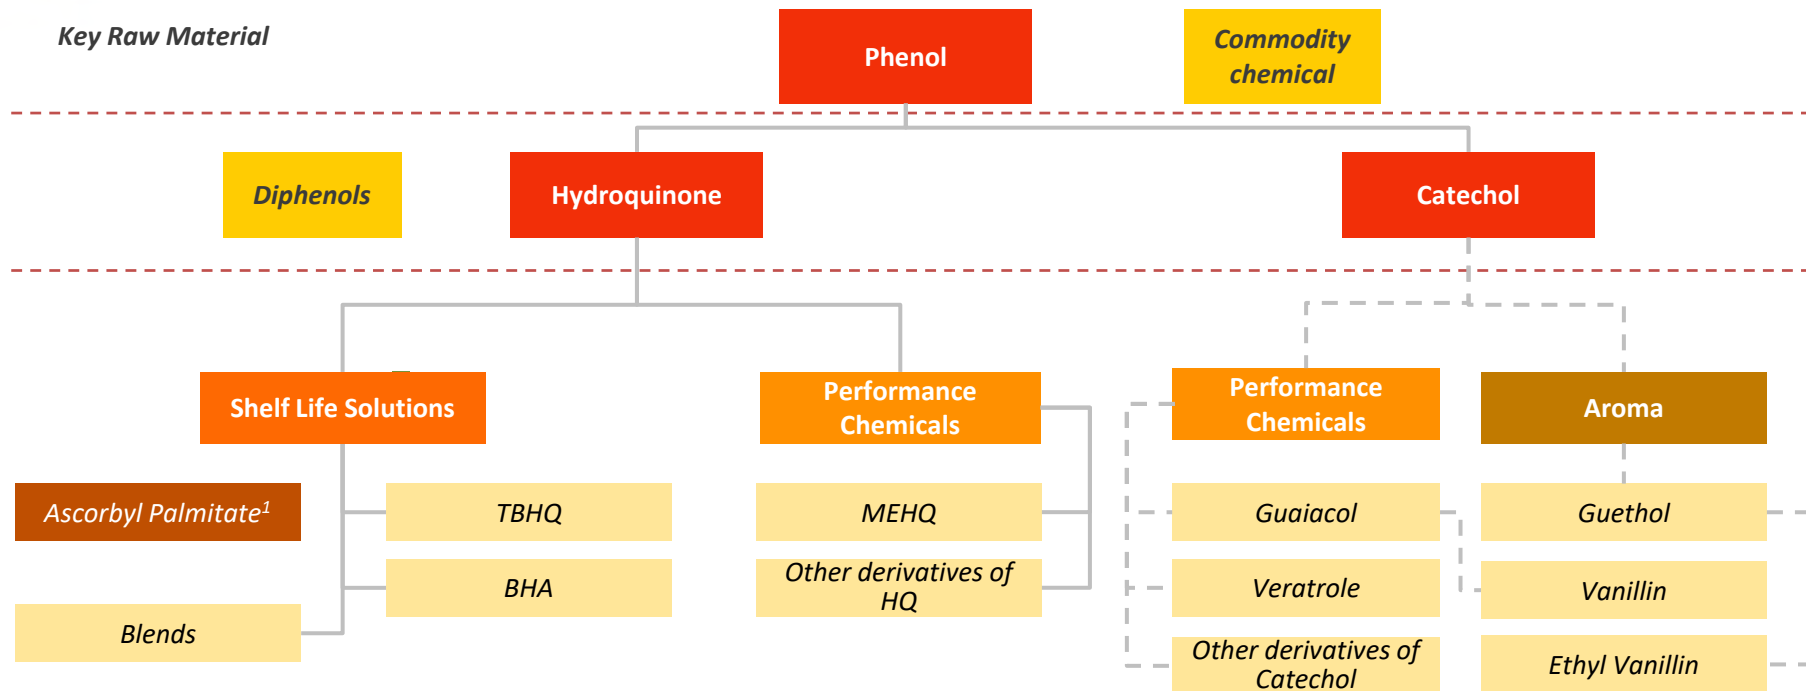 Key Raw Material
Phenol
Commodity
chemical
Diphenols
Hydroquinone
Catechol
Shelf Life Solutions
Performance
Chemicals
Performance
Chemicals
Aroma
Ascorbyl Palmitate¹
TBHQ
MEHQ
Guaiacol
Guethol
BHA
Other derivatives of
HQ
Veratrole
Vanillin
Blends
Other derivatives of
Catechol
Ethyl Vanillin